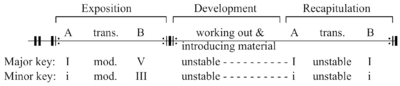 Exposition Development Recapitulation
A trans. B working out & A trans. B
introducing material
Major key: I mod. V unstable - - - - - - - - - - I unstable I
Minor key: i mod. III unstable - - - - - - - - - - i unstable i